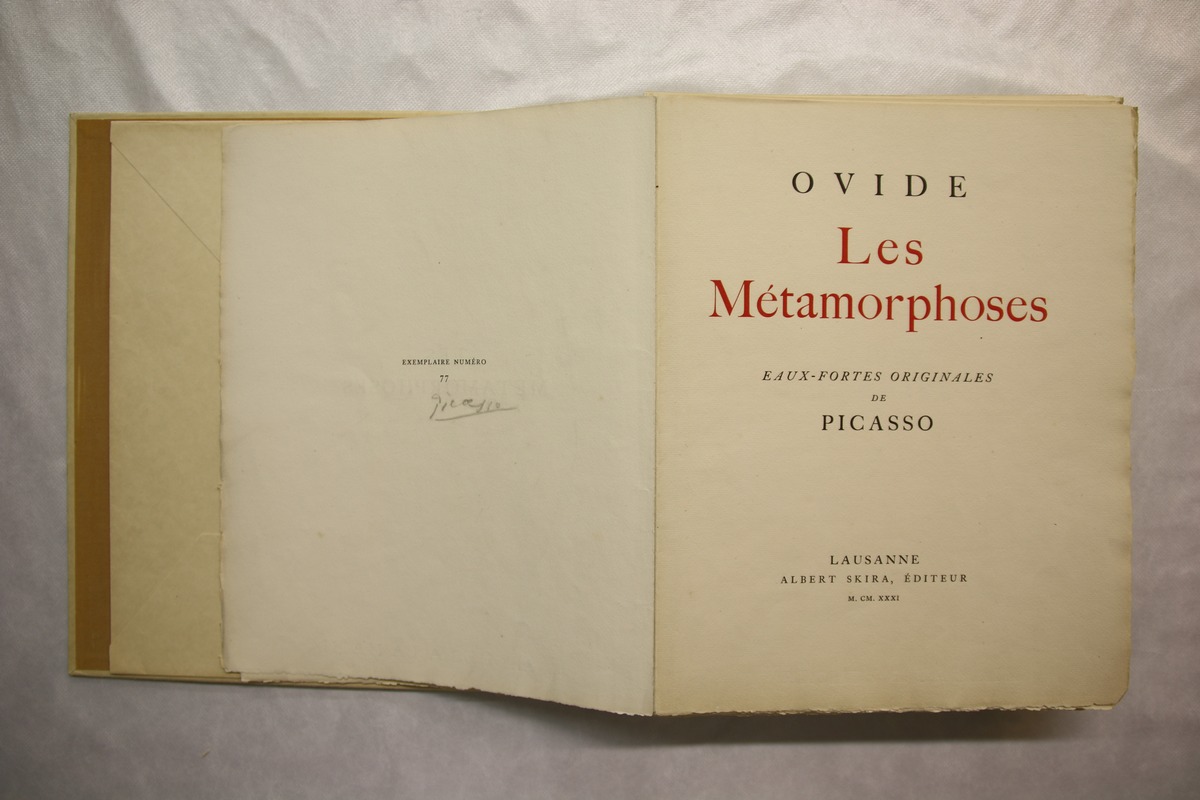 EXEMPLAIRE NUMÉRO
77
Picasso
OVIDE
Les
Métamorphoses
EAUX-FORTES ORIGINALES
DE
PICASSO
LAUSANNE
ALBERT SKIRA, ÉDITEUR
M. CM. XXXI